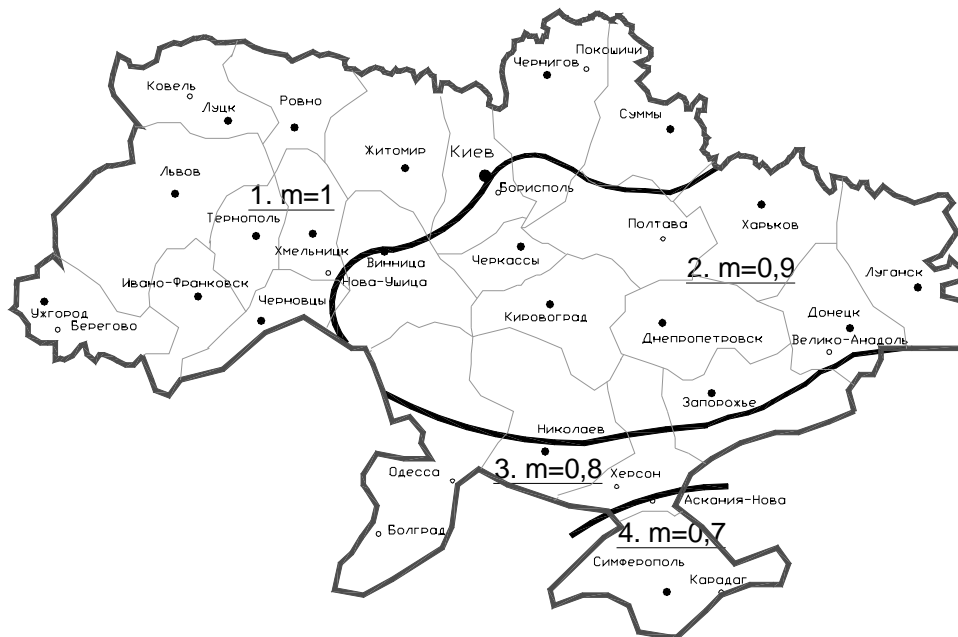 Покошичи
Чернигов
Ковель
Луцк
Ровно
Суммы
Житомир
Киев
Львов
1. m=1
Борисполь
Тернополь
Полтава
Харьков
Хмельницк
Винница
Черкассы
2. m=0,9
Ивано-Франковск
Нова-Ушица
Луганск
Черновцы
Ужгород
Берегово
Кировоград
Донецк
Днепропетровск
Велико-Анадоль
Запорожье
Николаев
Одесса
3. m=0,8
Херсон
Аскания-Нова
Болград
4. m=0,7
Симферополь
Карадаг